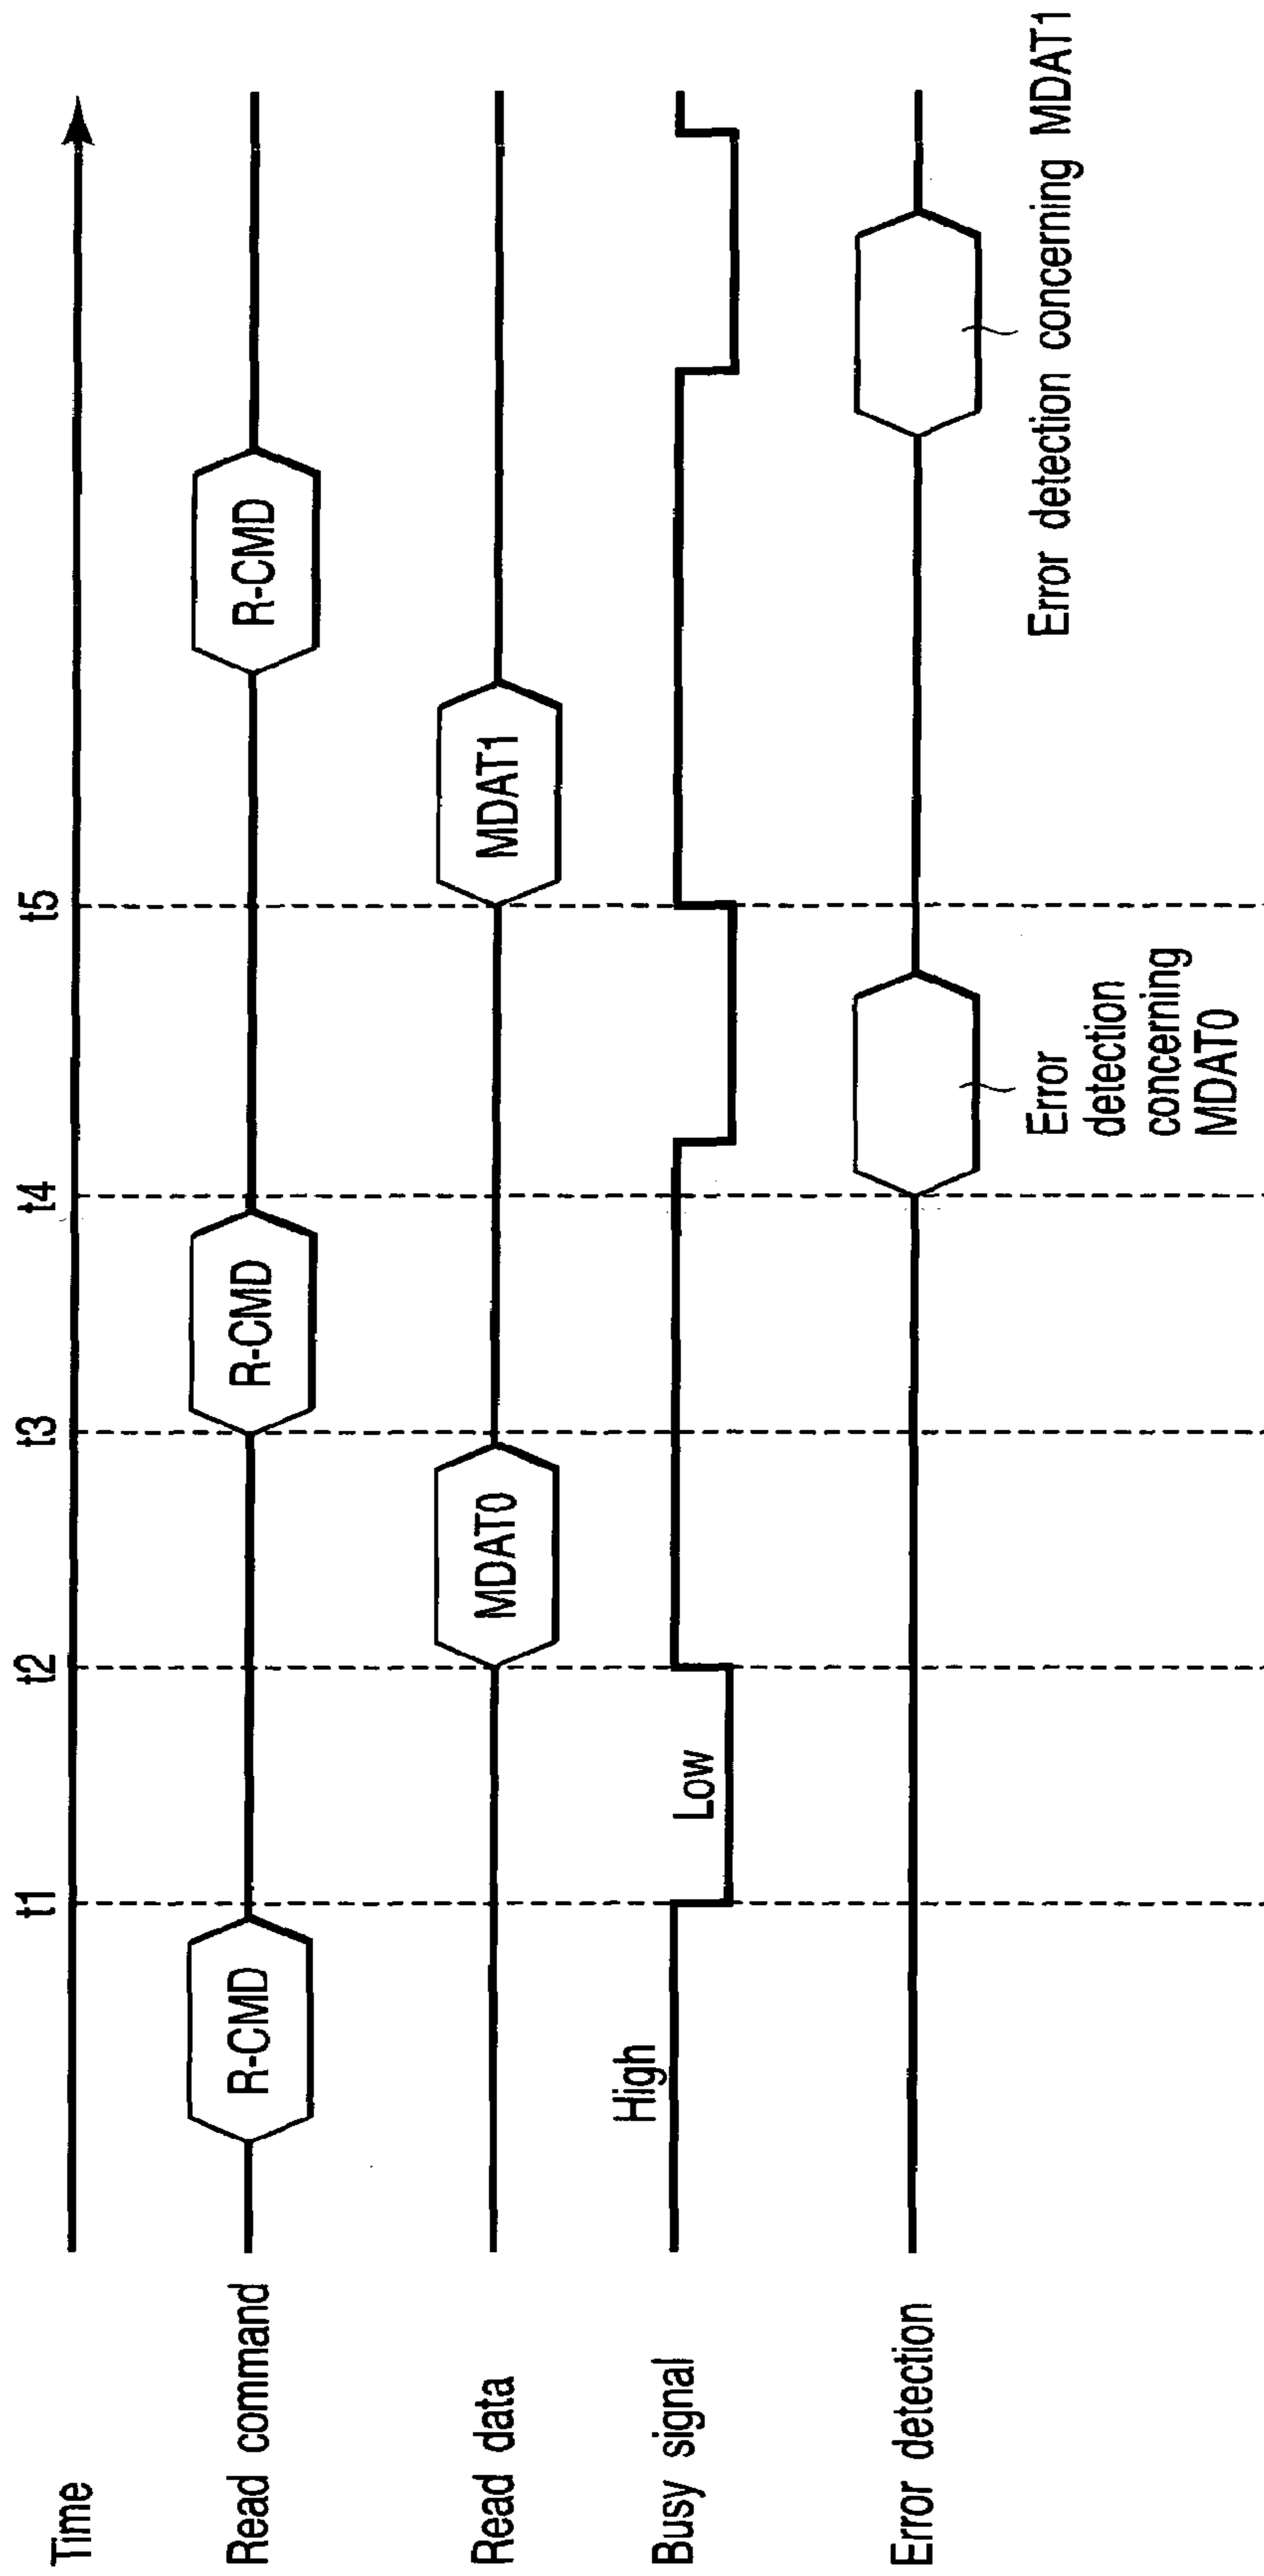 Time
t1
t2
t3
t4
t5
Read command
R-CMD
R-CMD
R-CMD
Read data
MDAT0
MDAT1
Busy signal
High
Low
Error detection
Error
detection
concerning
MDAT0
Error detection concerning MDAT1